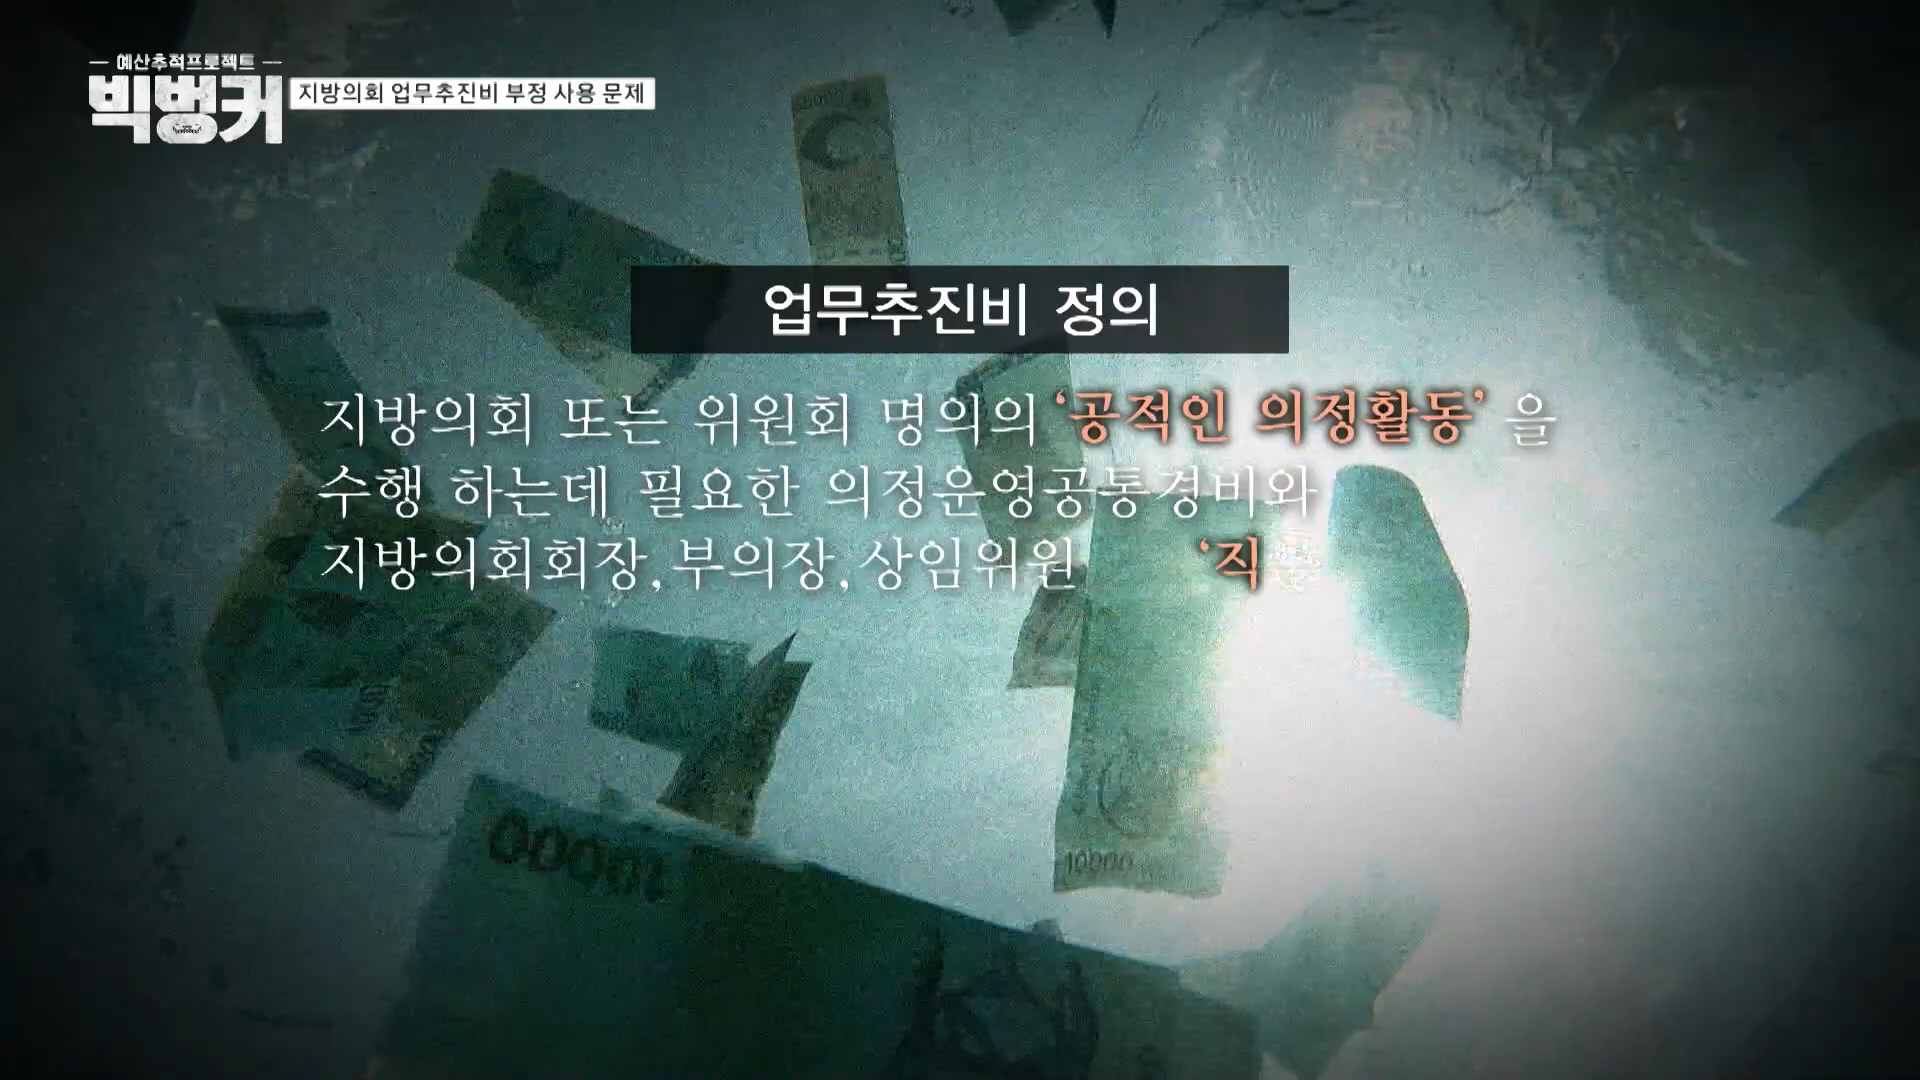 예산추적프로젝트
빅벙커
지방의회 업무추진비 부정 사용 문제
업무추진비 정의
지방의회 또는 위원회 명의의 ‘공적인 의정활동’ 을
수행 하는데 필요한 의정운영공통경비와
지방의회회장,부의장,상임위원 ‘직
10000
10000